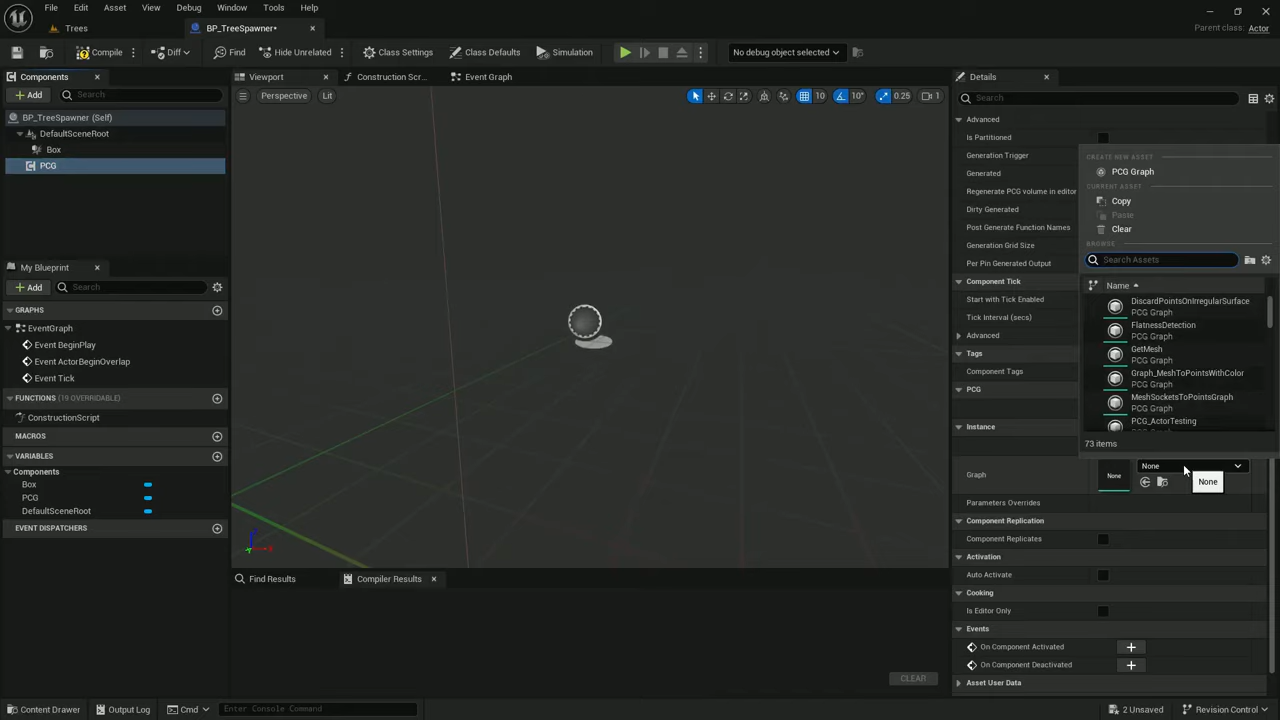 File Edit Asset View Debug Window Tools Help
Trees
BP_TreeSpawner*
Parent class: Actor
Compile
Diff
Find
Hide Unrelated
Class Settings
Class Defaults
Simulation
No debug object selected
Components
Viewport
Construction Scr...
Event Graph
Details
Add
Search
Perspective
Lit
10
10°
0.25
1
Search
BP_TreeSpawner (Self)
DefaultSceneRoot
Box
PCG
Advanced
Is Partitioned
Generation Trigger
Generated
Regenerate PCG volume in editor
Dirty Generated
Post Generate Function Names
Generation Grid Size
Per Pin Generated Output
Component Tick
Start with Tick Enabled
Tick Interval (secs)
Advanced
Tags
Component Tags
PCG
Instance
Graph
None
None
None
Parameters Overrides
Component Replication
Component Replicates
Activation
Auto Activate
Cooking
Is Editor Only
Events
On Component Activated
On Component Deactivated
Asset User Data
CREATE NEW ASSET
PCG Graph
CURRENT ASSET
Copy
Paste
Clear
BROWSE
Search Assets
Name
DiscardPointsOnIrregularSurface
PCG Graph
FlatnessDetection
PCG Graph
GetMesh
PCG Graph
Graph_MeshToPointsWithColor
PCG Graph
MeshSocketsToPointsGraph
PCG Graph
PCG_ActorTesting
73 items
My Blueprint
Add
Search
GRAPHS
EventGraph
Event BeginPlay
Event ActorBeginOverlap
Event Tick
FUNCTIONS (19 OVERRIDABLE)
ConstructionScript
MACROS
VARIABLES
Components
Box
PCG
DefaultSceneRoot
EVENT DISPATCHERS
Find Results
Compiler Results
CLEAR
Content Drawer
Output Log
Cmd
Enter Console Command
2 Unsaved
Revision Control